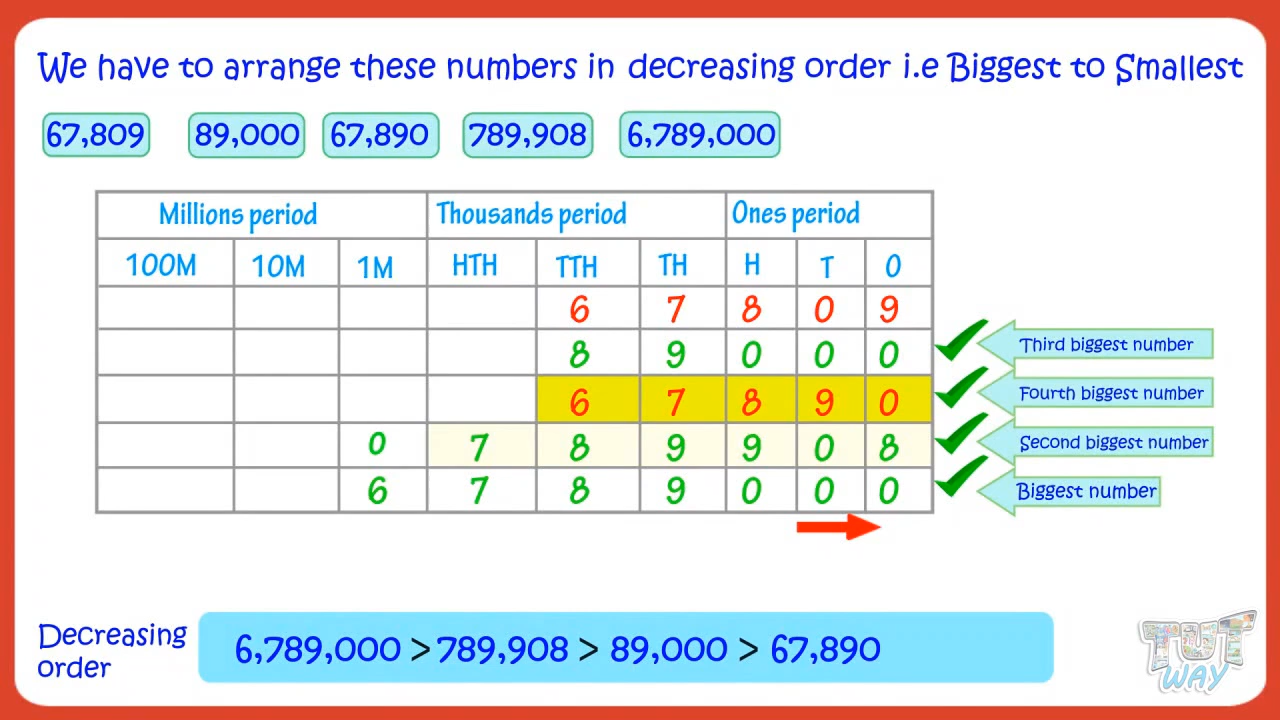 We have to arrange these numbers in decreasing order i.e Biggest to Smallest
67,809 89,000 67,890 789,908 6,789,000
Millions period Thousands period Ones period
100M 10M 1M HTH TTH TH H T O
6 7 8 0 9
8 9 0 0 0 Third biggest number
6 7 8 9 0 Fourth biggest number
0 7 8 9 9 0 8 Second biggest number
6 7 8 9 0 0 0 Biggest number
Decreasing
order
6,789,000 > 789,908 > 89,000 > 67,890
TUT
WAY